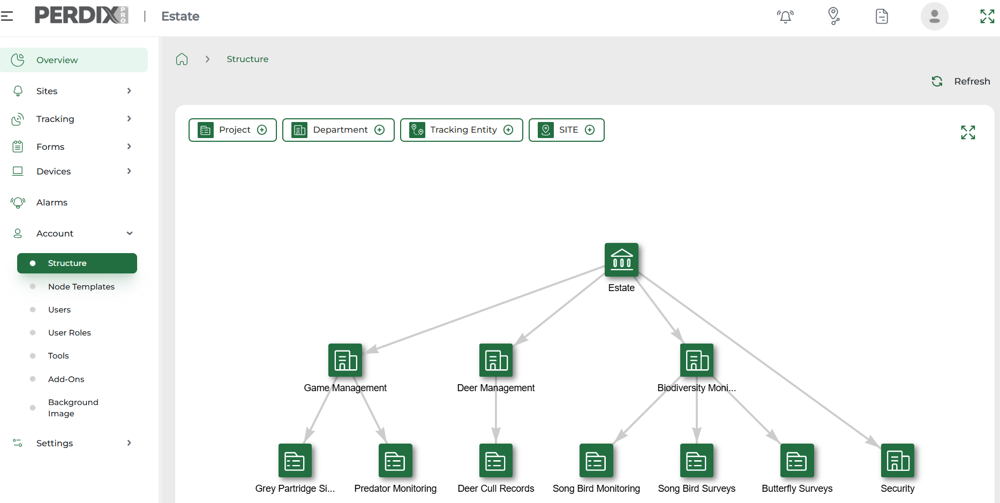 PERDIX PRO
Estate
Overview
Sites
Tracking
Forms
Devices
Alarms
Account
Structure
Node Templates
Users
User Roles
Tools
Add-Ons
Background
Image
Settings
Structure
Refresh
Project
Department
Tracking Entity
SITE
Estate
Game Management
Deer Management
Biodiversity Moni...
Grey Partridge Si...
Predator Monitoring
Deer Cull Records
Song Bird Monitoring
Song Bird Surveys
Butterfly Surveys
Security